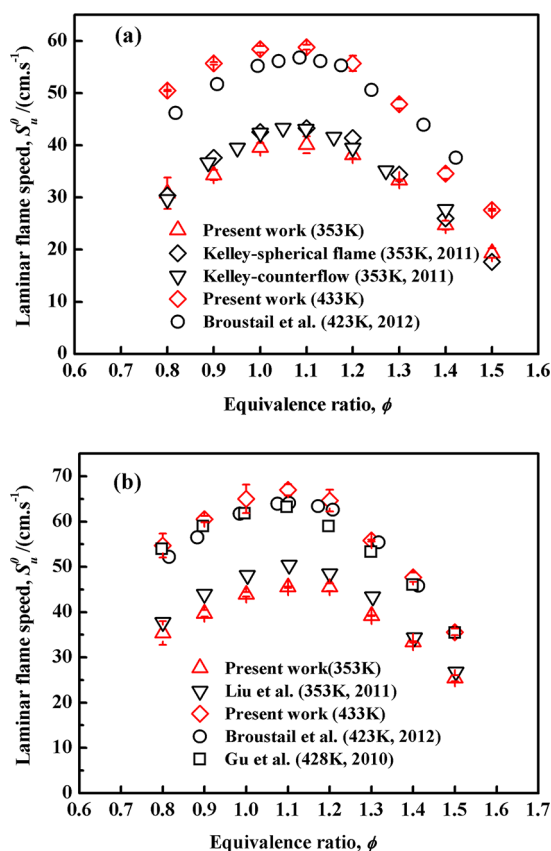 (a)
Laminar flame speed, S_u^0 /(cm.s-1)
60
50
40
30
20
10
0
Present work (353K)
Kelley-spherical flame (353K, 2011)
Kelley-counterflow (353K, 2011)
Present work (433K)
Broustail et al. (423K, 2012)
0.6 0.7 0.8 0.9 1.0 1.1 1.2 1.3 1.4 1.5 1.6
Equivalence ratio, ϕ
(b)
Laminar flame speed, S_u^0 /(cm.s-1)
70
60
50
40
30
20
10
0
Present work(353K)
Liu et al. (353K, 2011)
Present work (433K)
Broustail et al. (423K, 2012)
Gu et al. (428K, 2010)
0.6 0.7 0.8 0.9 1.0 1.1 1.2 1.3 1.4 1.5 1.6
Equivalence ratio, ϕ